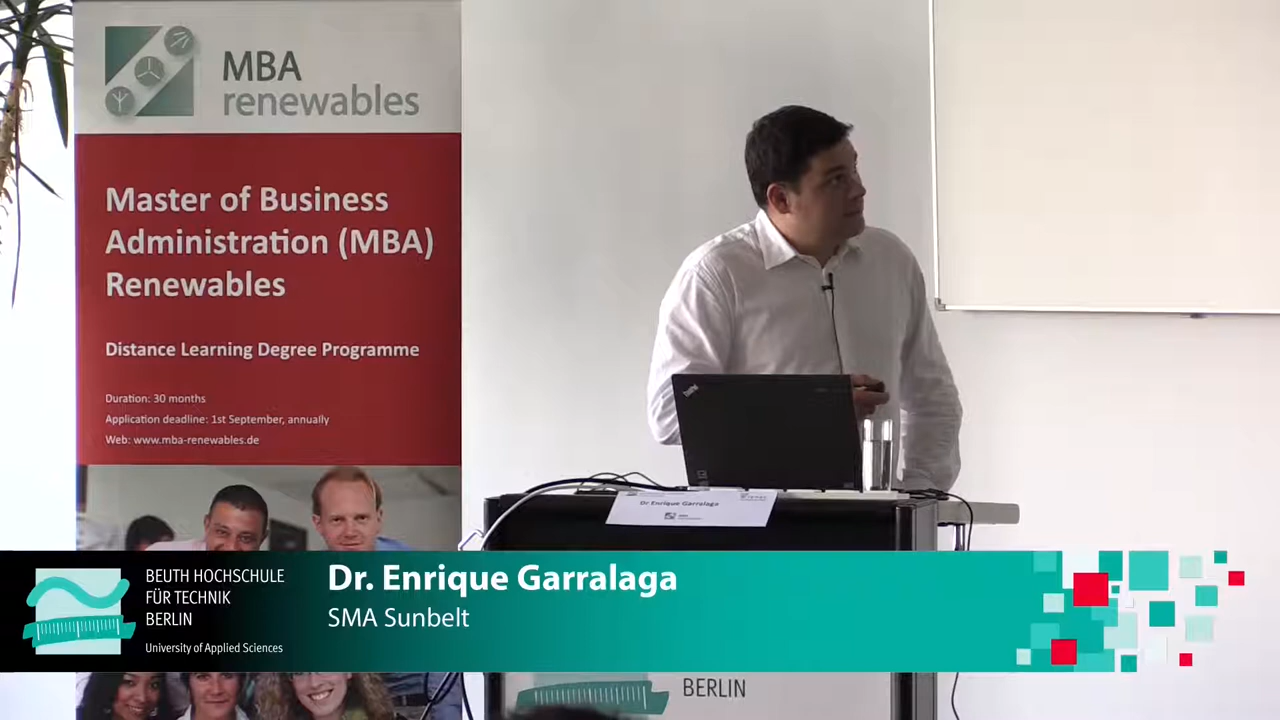 MBA
renewables
Master of Business
Administration (MBA)
Renewables
Distance Learning Degree Programme
Duration: 30 months
Application deadline: 1st September, annually
Web: www.mba-renewables.de
Dr Enrique Garralaga
BEUTH HOCHSCHULE
FÜR TECHNIK
BERLIN
University of Applied Sciences
Dr. Enrique Garralaga
SMA Sunbelt
BERLIN